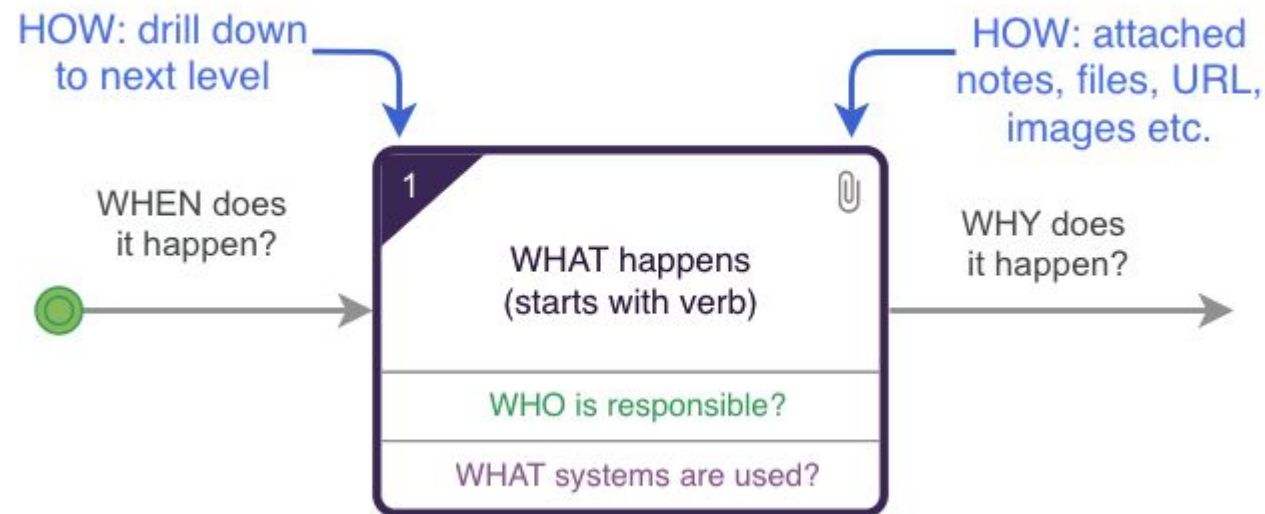 HOW: drill down
to next level
HOW: attached
notes, files, URL,
images etc.
WHEN does
it happen?
1
WHAT happens
(starts with verb)
WHO is responsible?
WHAT systems are used?
WHY does
it happen?